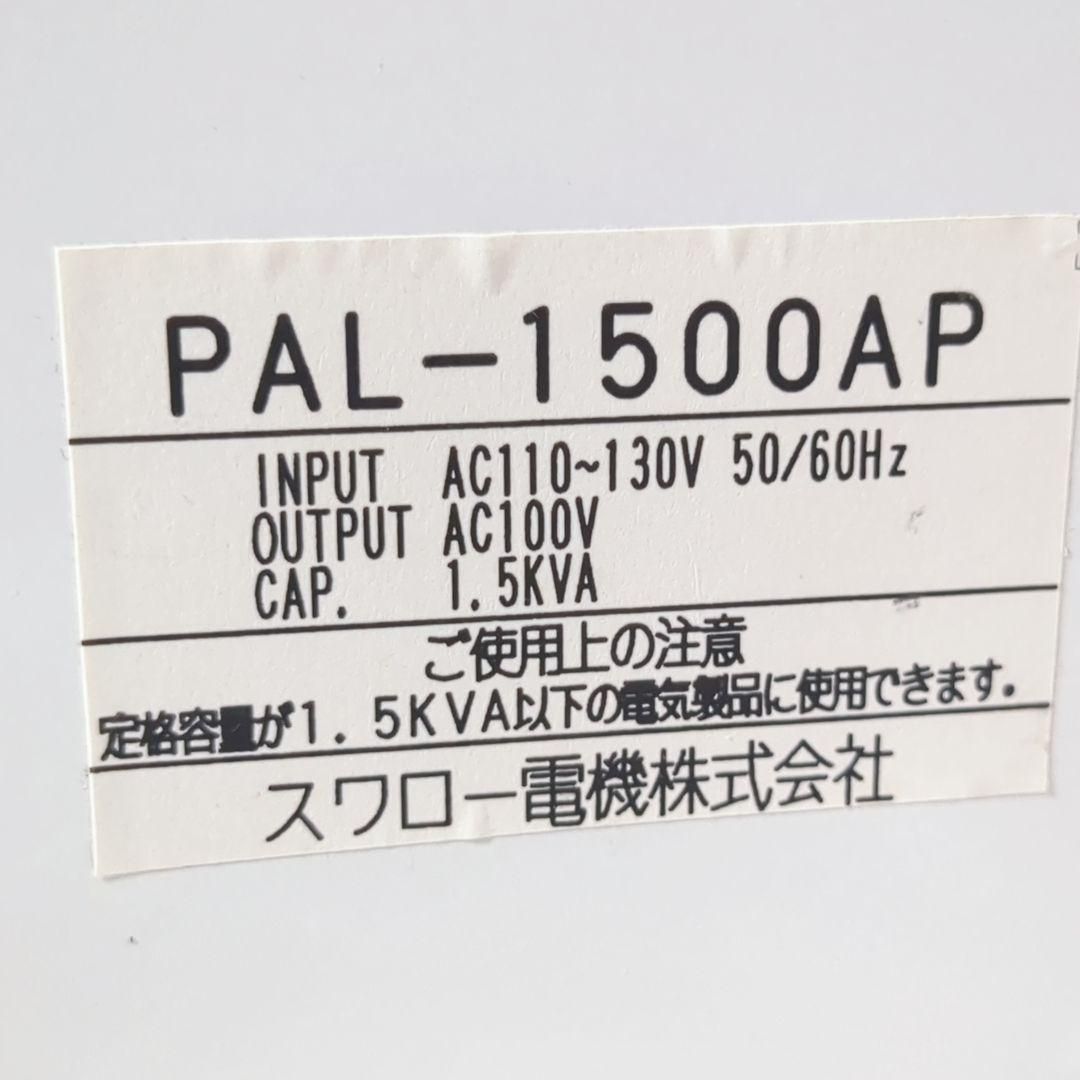 PAL-1500AP
INPUT AC110~130V 50/60Hz
OUTPUT AC100V
CAP. 1.5KVA
ご使用上の注意
定格容量が1.5KVA以下の電気製品に使用できます.
スワロー電機株式会社